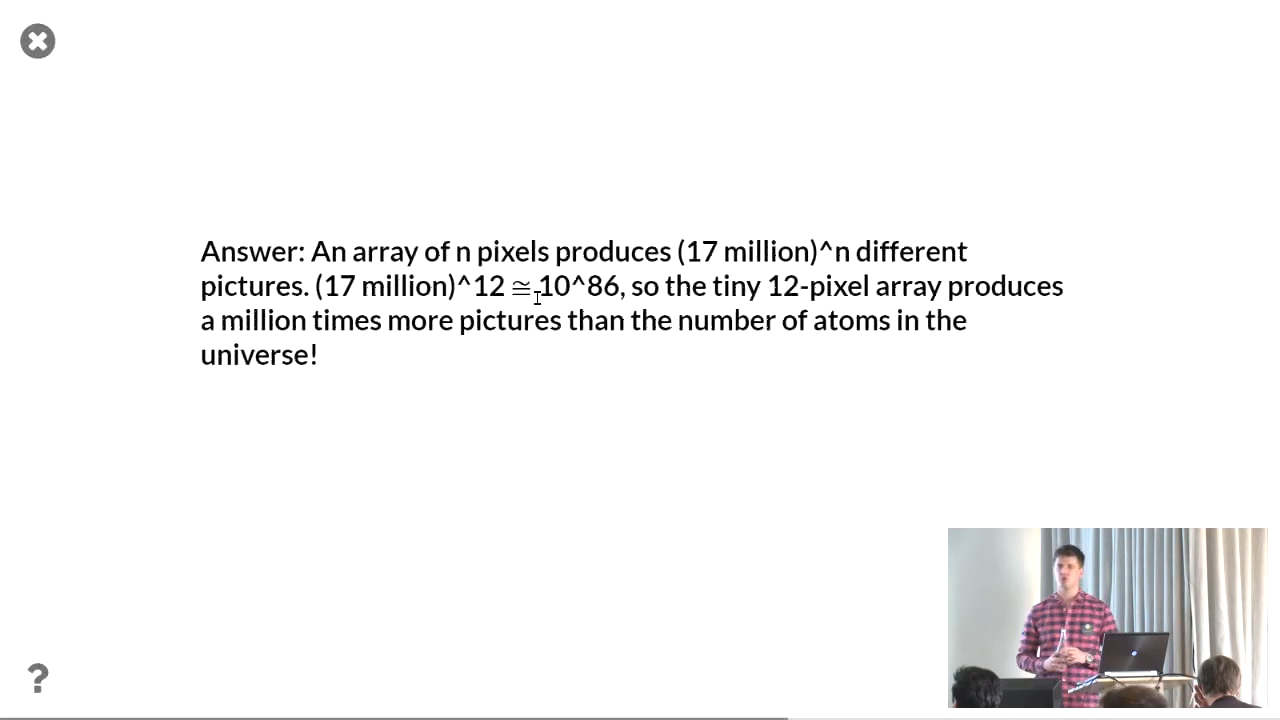 Answer: An array of n pixels produces (17 million)^n different
pictures. (17 million)^12 ≅ 10^86, so the tiny 12-pixel array produces
a million times more pictures than the number of atoms in the
universe!
?